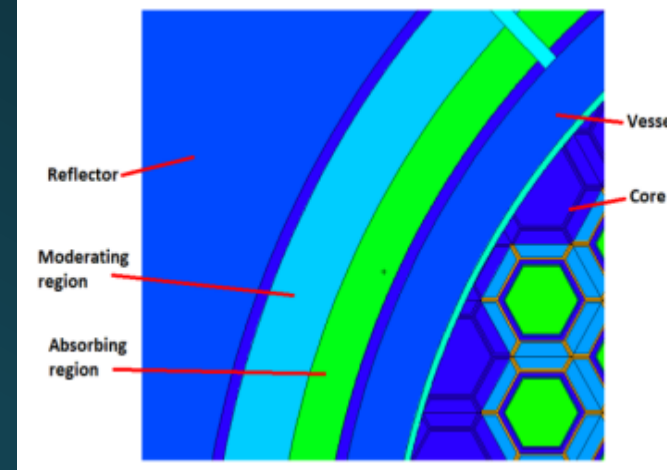 Vesse
Reflector
Core
Moderating
region
Absorbing
region